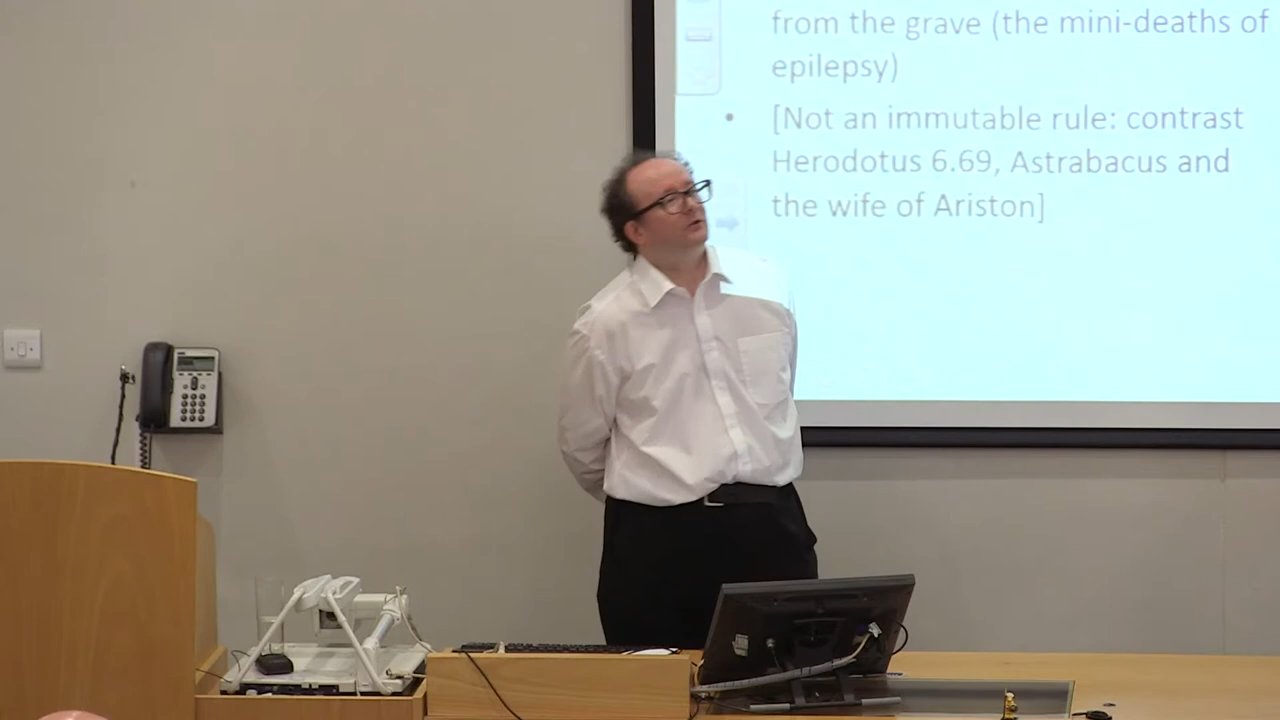 from the grave (the mini-deaths of
epilepsy)
• [Not an immutable rule: contrast
Herodotus 6.69, Astrabacus and
the wife of Ariston]